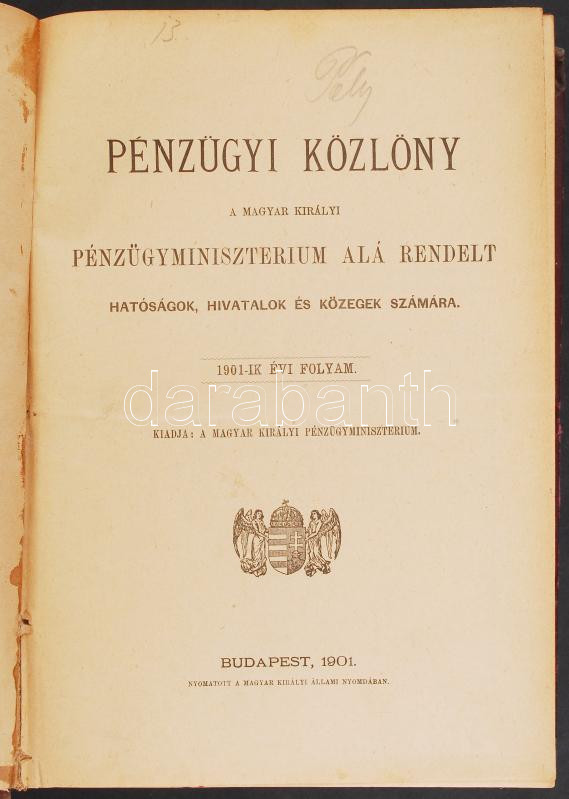 13.
PÉNZÜGYI KÖZLÖNY
A MAGYAR KIRÁLYI
PÉNZÜGYMINISZTERIUM ALÁ RENDELT
HATÓSÁGOK, HIVATALOK ÉS KÖZEGEK SZÁMÁRA.
1901-IK ÉVI FOLYAM.
darabanth
KIADJA: A MAGYAR KIRÁLYI PÉNZÜGYMINISZTERIUM.
BUDAPEST, 1901.
NYOMATOTT A MAGYAR KIRÁLYI ÁLLAMI NYOMDÁBAN.